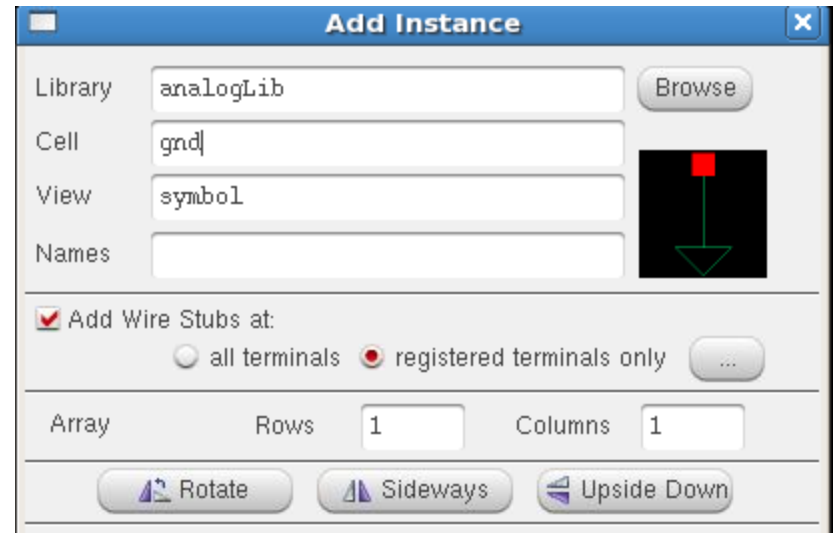 Add Instance
Library analogLib Browse
Cell gnd
View symbol
Names
Add Wire Stubs at:
all terminals registered terminals only ...
Array Rows 1 Columns 1
Rotate Sideways Upside Down